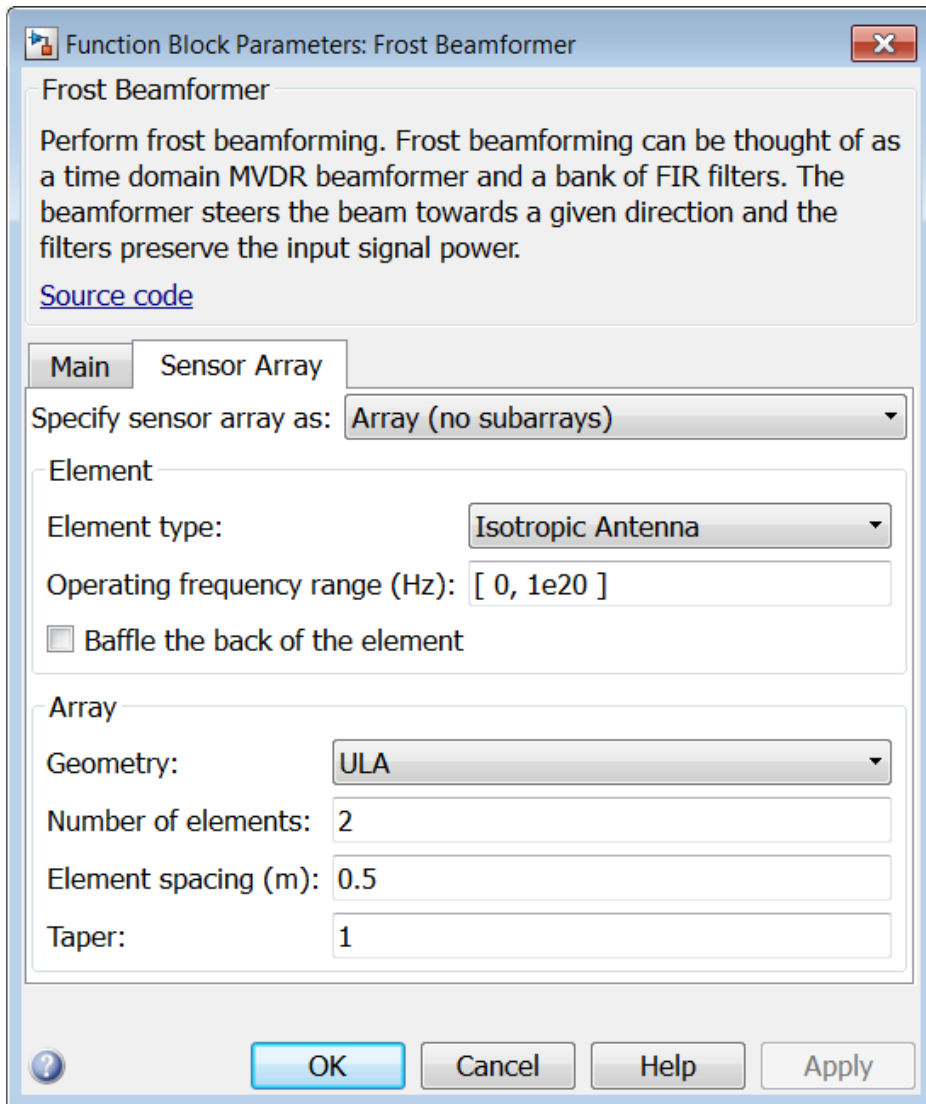 Function Block Parameters: Frost Beamformer
Frost Beamformer
Perform frost beamforming. Frost beamforming can be thought of as
a time domain MVDR beamformer and a bank of FIR filters. The
beamformer steers the beam towards a given direction and the
filters preserve the input signal power.
Source code
Main Sensor Array
Specify sensor array as: Array (no subarrays)
Element
Element type: Isotropic Antenna
Operating frequency range (Hz): [ 0, 1e20 ]
Baffle the back of the element
Array
Geometry: ULA
Number of elements: 2
Element spacing (m): 0.5
Taper: 1
? OK Cancel Help Apply